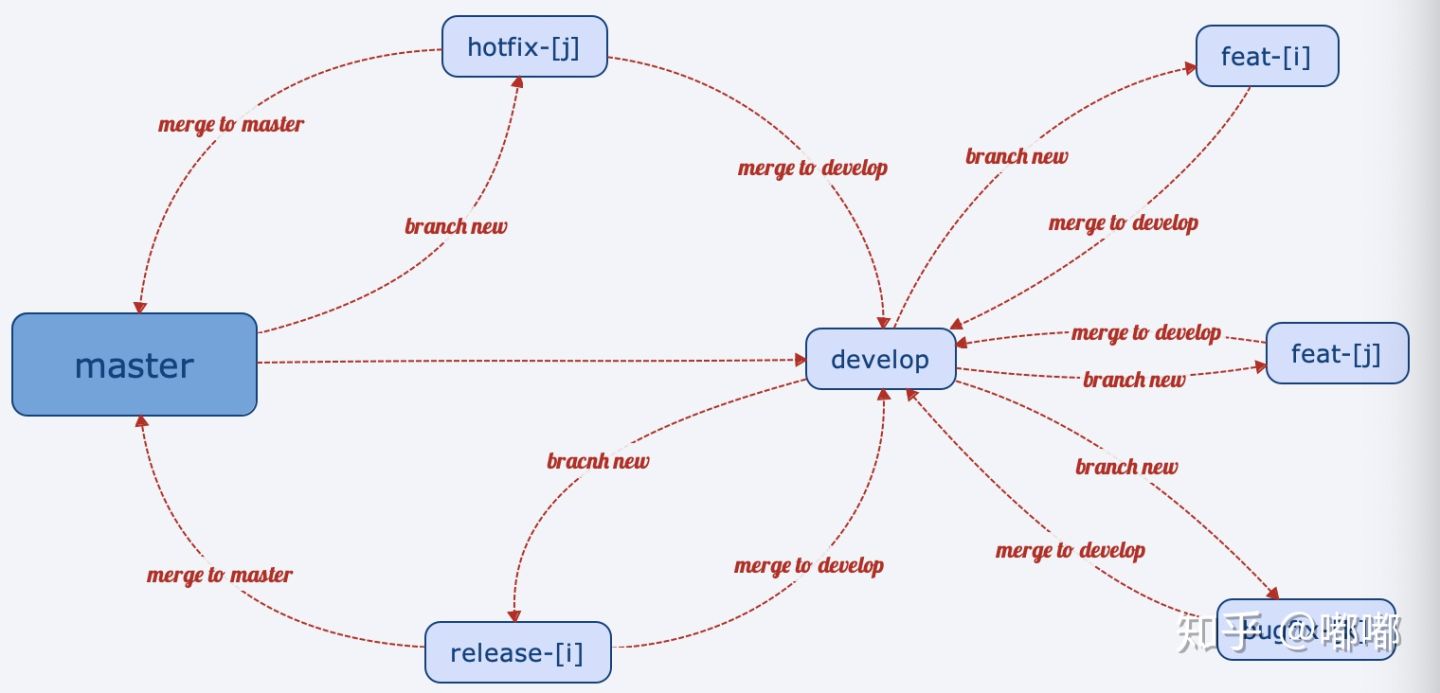 hotfix-[j]
feat-[i]
merge to master
branch new
merge to develop
branch new
merge to develop
master
develop
merge to develop
branch new
feat-[j]
bracnh new
branch new
merge to master
merge to develop
merge to develop
release-[i]
知乎 @嘟嘟